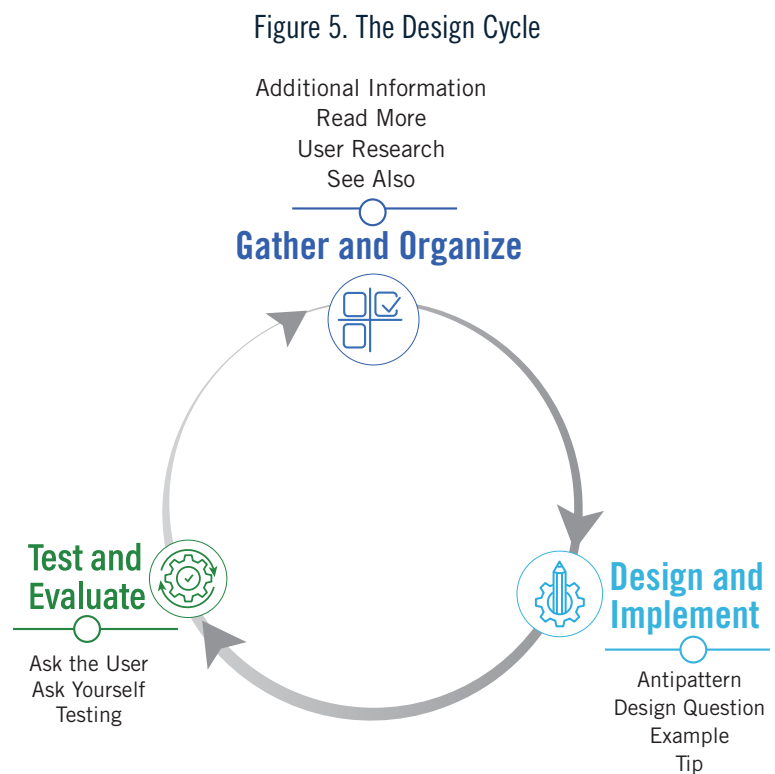 Figure 5. The Design Cycle
Additional Information
Read More
User Research
See Also
Gather and Organize
Test and
Evaluate
Ask the User
Ask Yourself
Testing
Design and
Implement
Antipattern
Design Question
Example
Tip